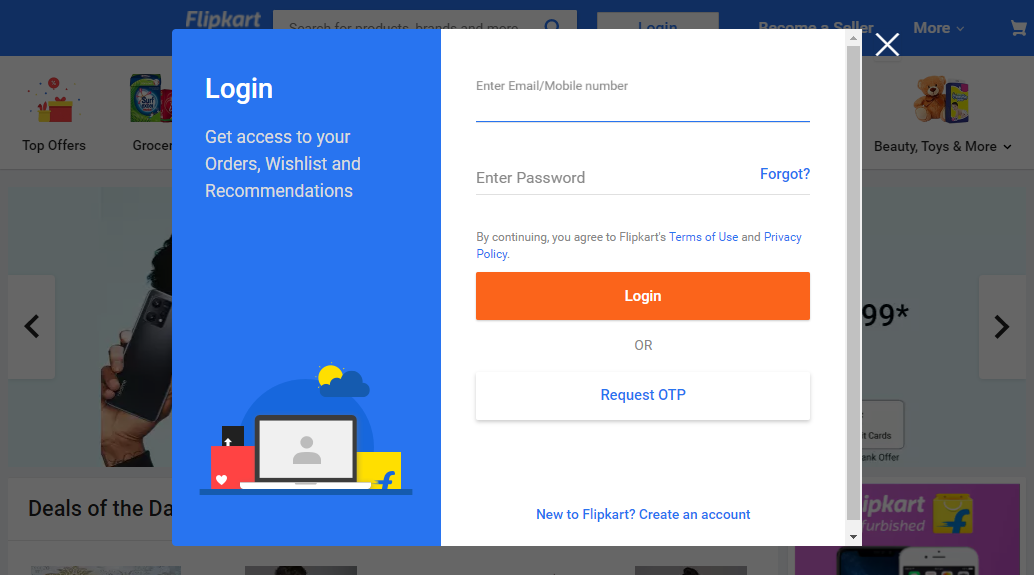 Flipkart
Search for products, brands and more
Login
Become a Seller
More
Top Offers
Grocer
Beauty, Toys & More
Login
Get access to your
Orders, Wishlist and
Recommendations
Enter Email/Mobile number
Enter Password
Forgot?
By continuing, you agree to Flipkart's Terms of Use and Privacy
Policy.
Login
OR
Request OTP
New to Flipkart? Create an account
99*
it Cards
ank Offer
Deals of the Da
lipkart
furbished